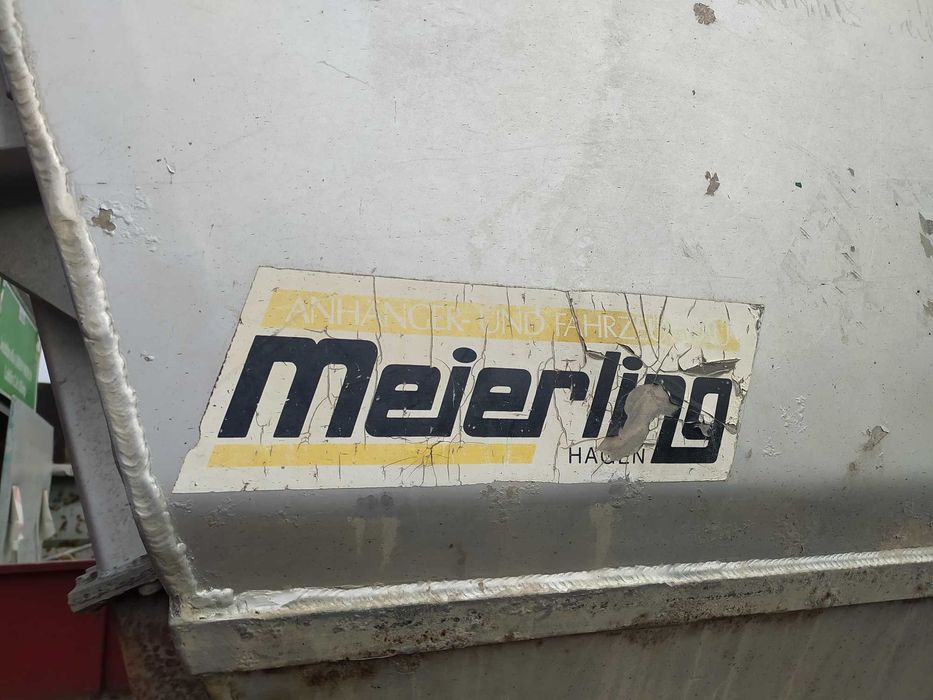 ANHÄNGER- UND
Meierling
HAGEN